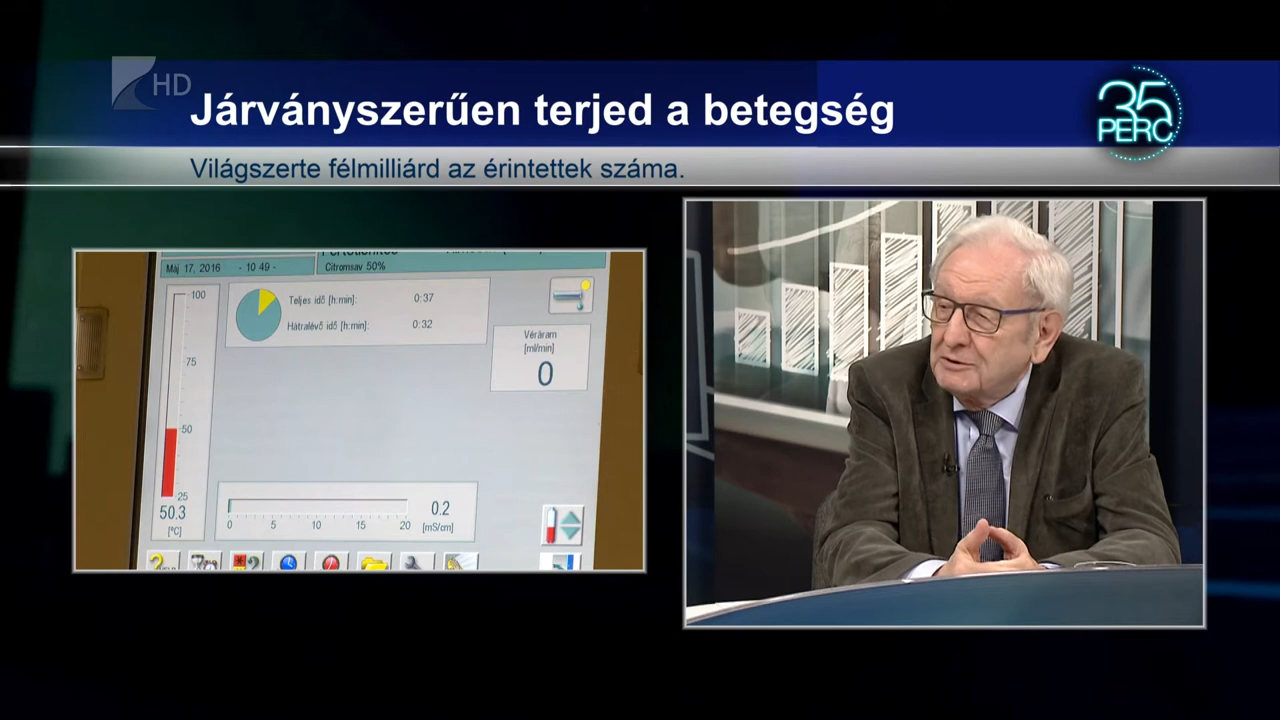 HD
Járványszerűen terjed a betegség
35
PERC
Világszerte félmilliárd az érintettek száma.
Máj 17, 2016 - 10 49 -
Citromsav 50%
100
75
50
25
50.3
[°C]
Teljes idő [h:min]: 0:37
Hátralévő idő [h:min]: 0:32
Véráram
[ml/min]
0
0 5 10 15 20
0.2
[mS/cm]